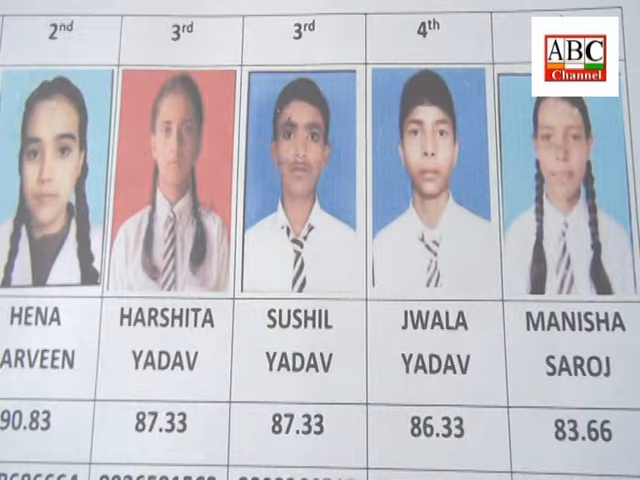 2nd 3rd 3rd 4th
ABC
Channel
HENA HARSHITA SUSHIL JWALA MANISHA
ARVEEN YADAV YADAV YADAV SAROJ
90.83 87.33 87.33 86.33 83.66